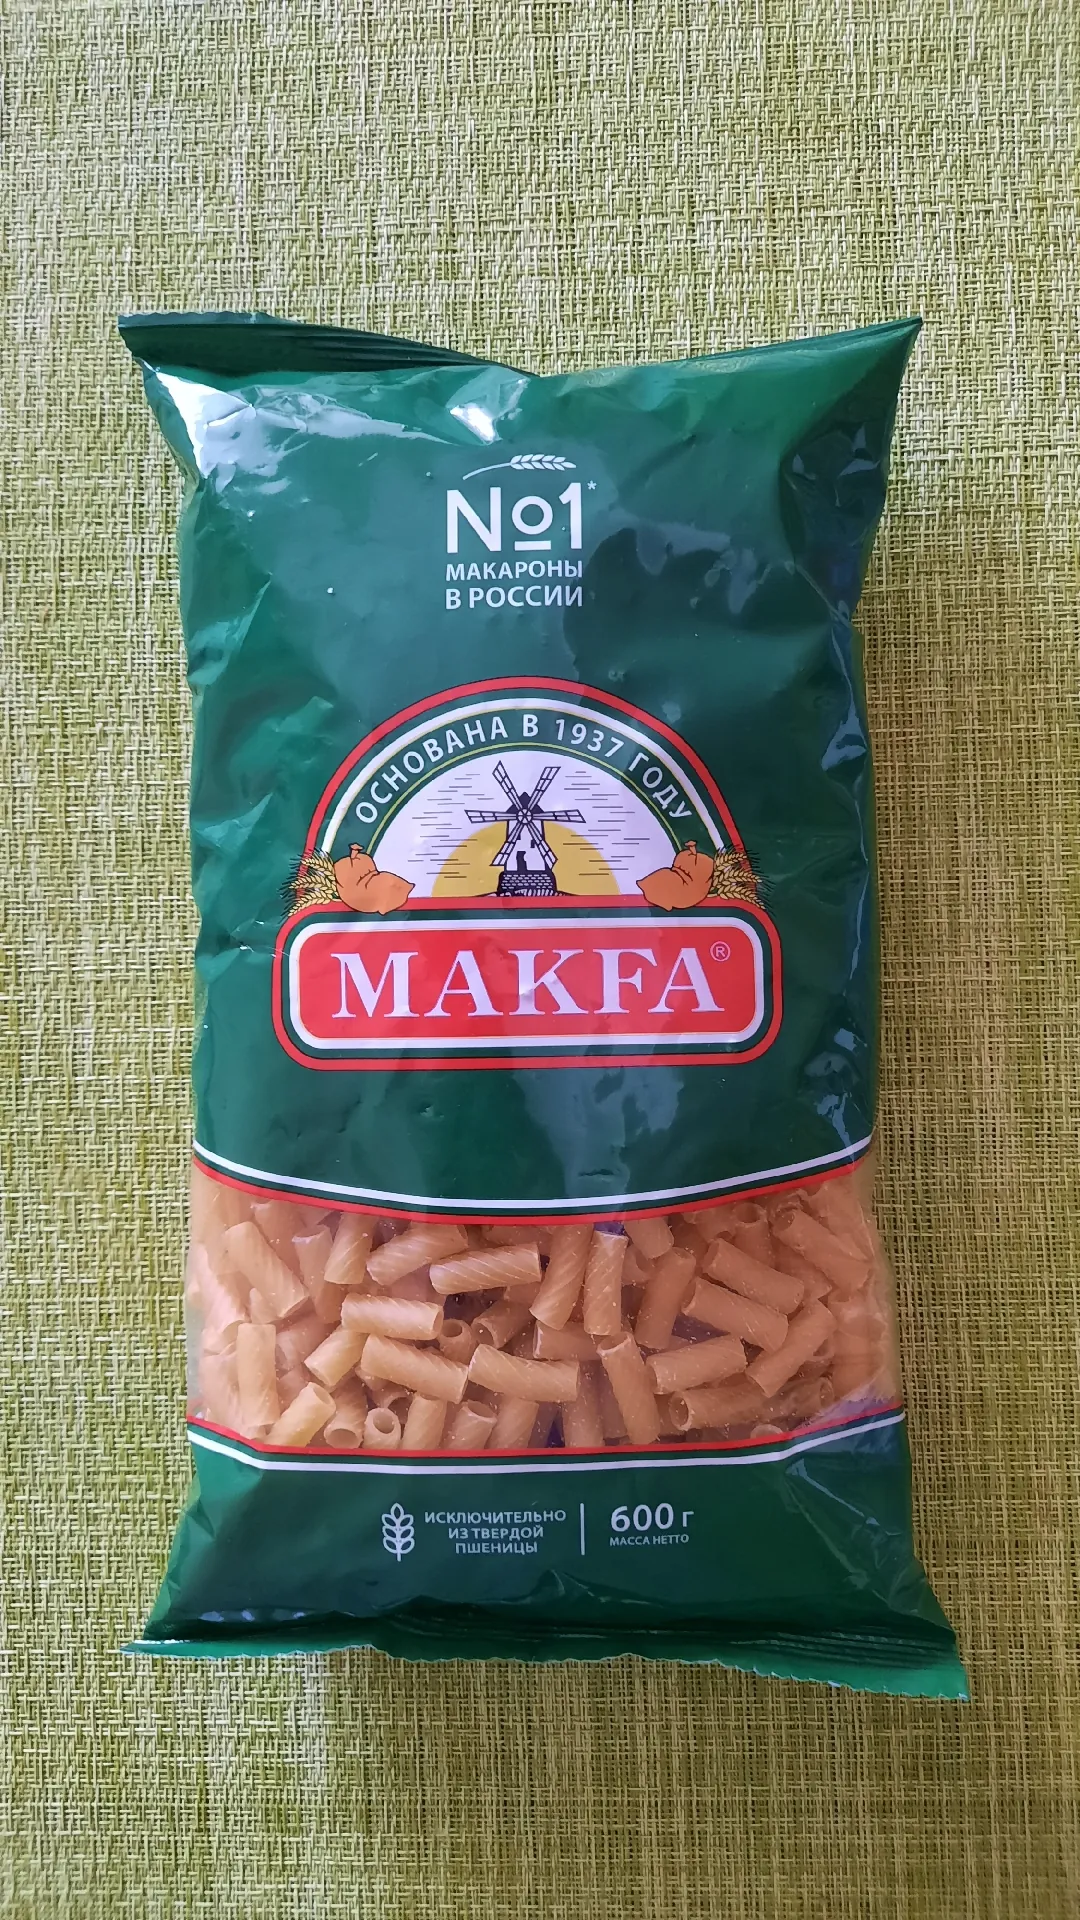 №1*
МАКАРОНЫ
В РОССИИ
ОСНОВАНА В 1937 ГОДУ
MAKFA®
ИСКЛЮЧИТЕЛЬНО
ИЗ ТВЕРДОЙ
ПШЕНИЦЫ
600 г
МАССА НЕТТО